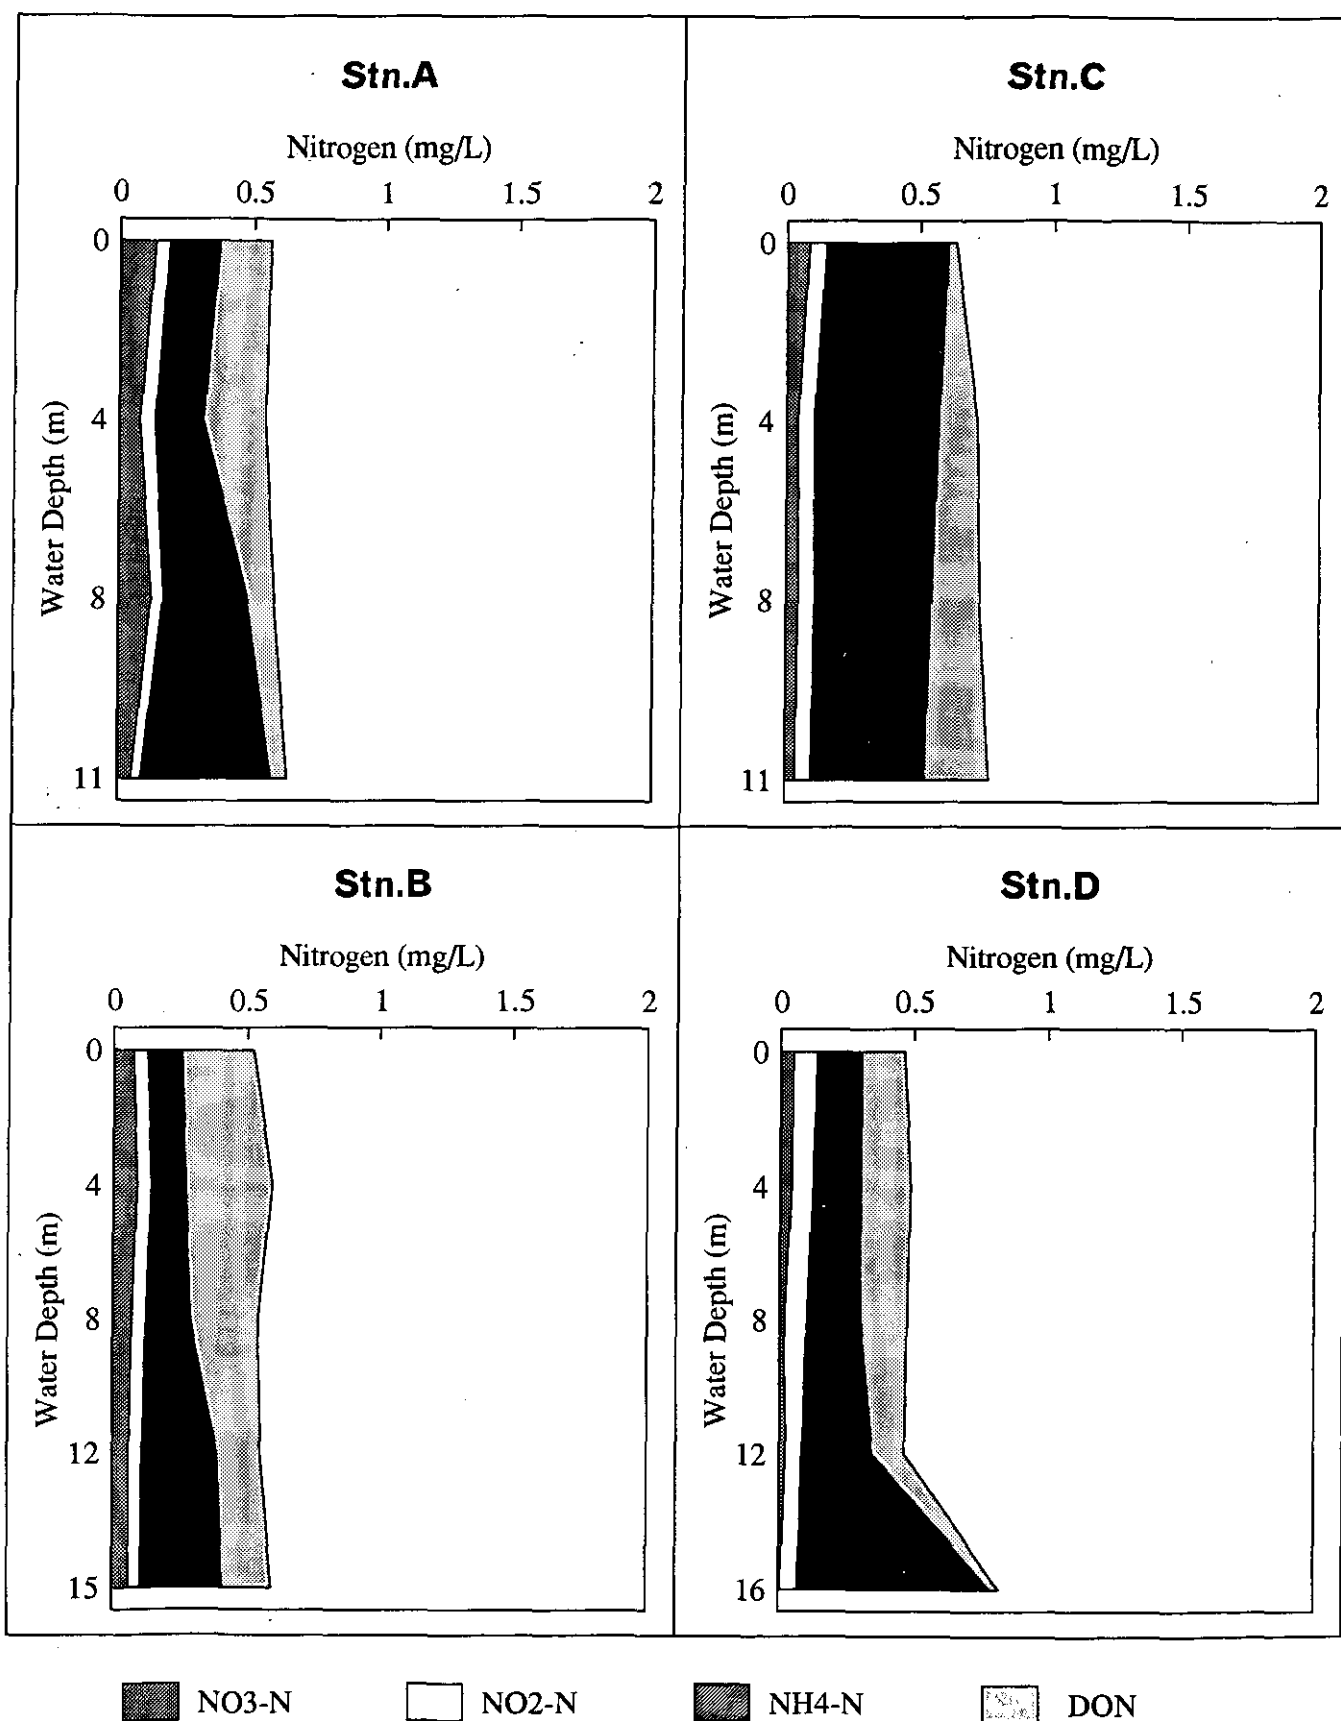 Stn.A
Nitrogen (mg/L)
0 0.5 1 1.5 2
Water Depth (m)
0
4
8
11
Stn.C
Nitrogen (mg/L)
0 0.5 1 1.5 2
Water Depth (m)
0
4
8
11
Stn.B
Nitrogen (mg/L)
0 0.5 1 1.5 2
Water Depth (m)
0
4
8
12
15
Stn.D
Nitrogen (mg/L)
0 0.5 1 1.5 2
Water Depth (m)
0
4
8
12
16
NO3-N NO2-N NH4-N DON